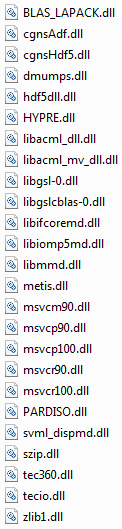 BLAS_LAPACK.dll
cgnsAdf.dll
cgnsHdf5.dll
dmumps.dll
hdf5dll.dll
HYPRE.dll
libacml_dll.dll
libacml_mv_dll.dll
libgsl-0.dll
libgslcblas-0.dll
libifcoremd.dll
libiomp5md.dll
libmmd.dll
metis.dll
msvcm90.dll
msvcp90.dll
msvcp100.dll
msvcr90.dll
msvcr100.dll
PARDISO.dll
svml_dispmd.dll
szip.dll
tec360.dll
tecio.dll
zlib1.dll